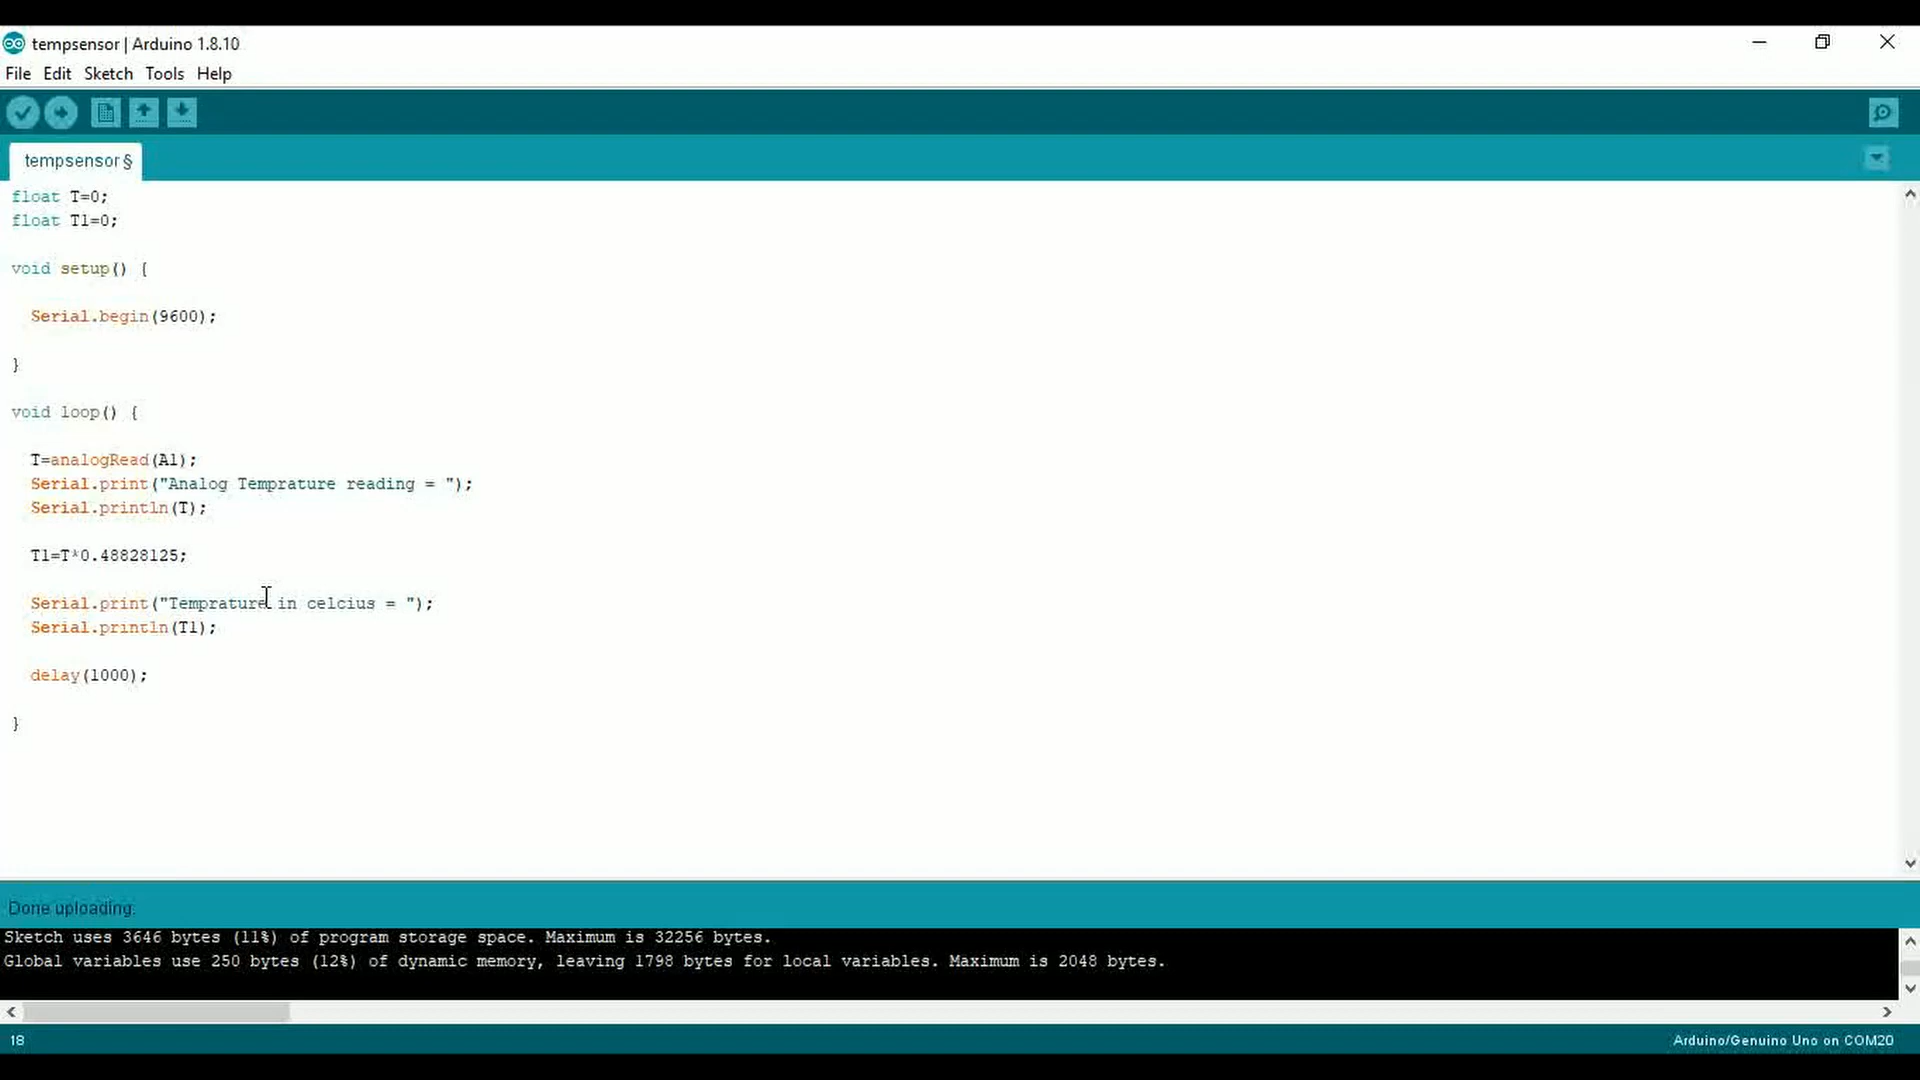 tempsensor | Arduino 1.8.10
File Edit Sketch Tools Help
tempsensor §
float T=0;
float T1=0;
void setup() {
Serial.begin(9600);
}
void loop() {
T=analogRead(A1);
Serial.print("Analog Temprature reading = ");
Serial.println(T);
T1=T*0.48828125;
Serial.print("Temprature in celcius = ");
Serial.println(T1);
delay(1000);
}
Done uploading.
Sketch uses 3646 bytes (11%) of program storage space. Maximum is 32256 bytes.
Global variables use 250 bytes (12%) of dynamic memory, leaving 1798 bytes for local variables. Maximum is 2048 bytes.
18
Arduino/Genuino Uno on COM20